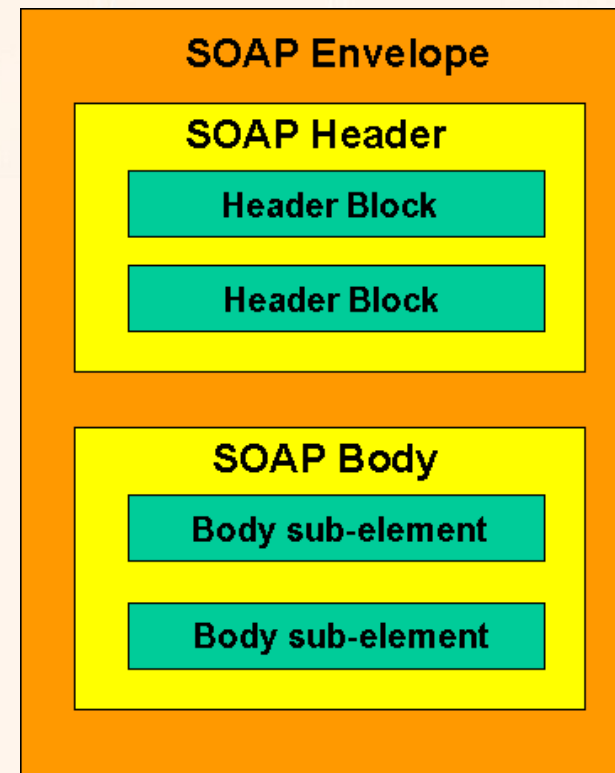 SOAP Envelope
SOAP Header
Header Block
Header Block
SOAP Body
Body sub-element
Body sub-element